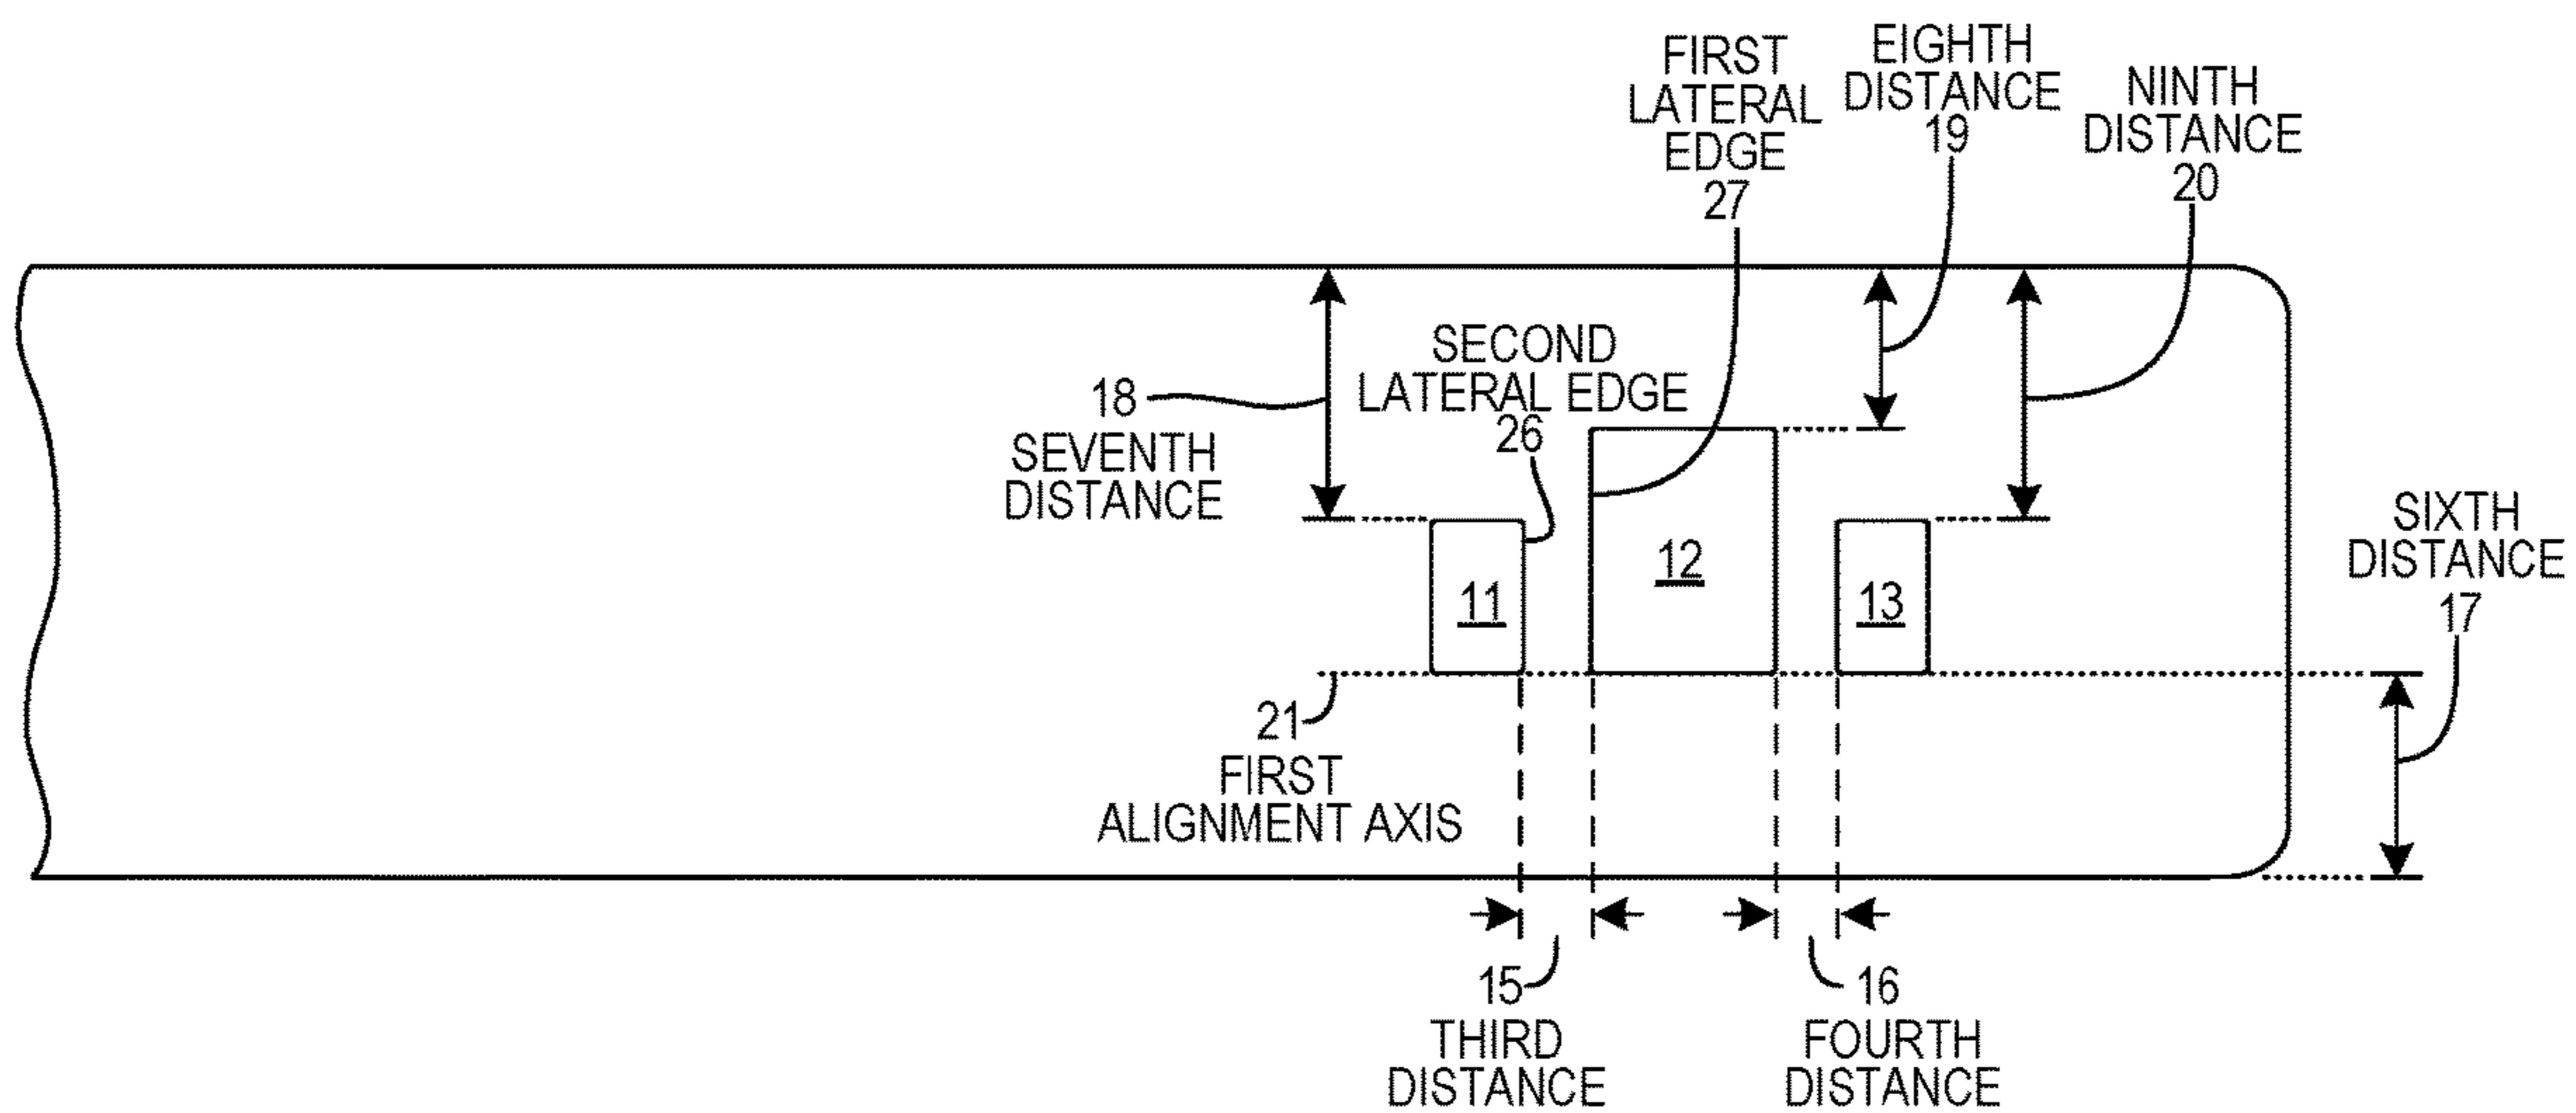 FIRST
LATERAL
EDGE
27
EIGHTH
DISTANCE
19
NINTH
DISTANCE
20
SECOND
LATERAL EDGE
26
18
SEVENTH
DISTANCE
11
12
13
SIXTH
DISTANCE
17
21
FIRST
ALIGNMENT AXIS
15
THIRD
DISTANCE
16
FOURTH
DISTANCE